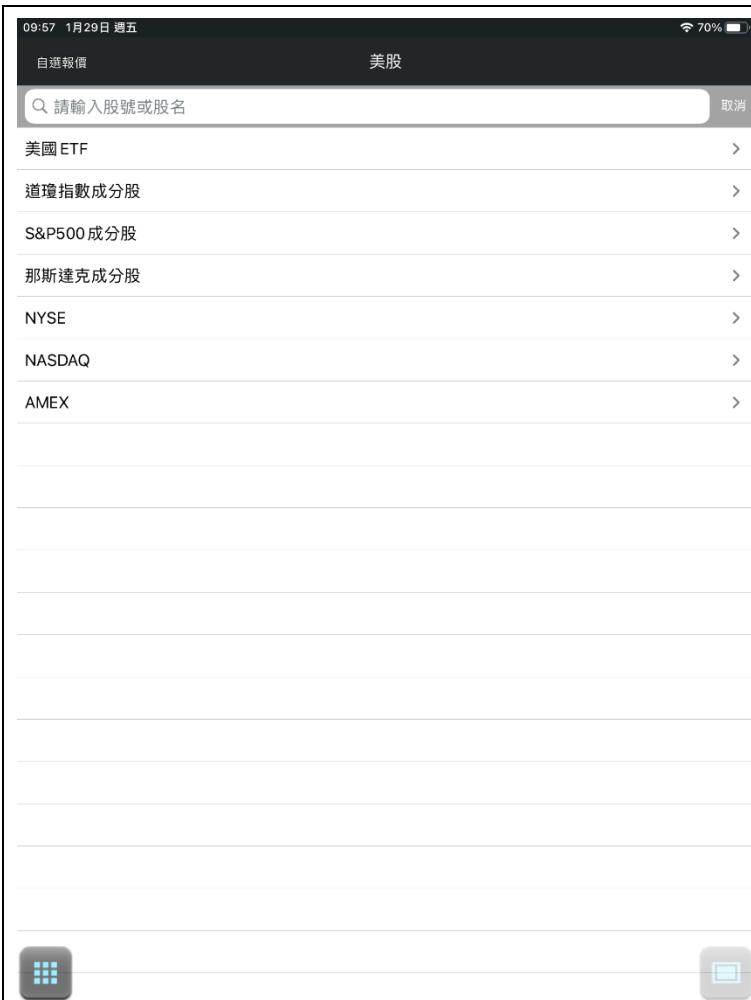 09:57 1月29日 週五 70%
自選報價 美股
請輸入股號或股名 取消
美國ETF
道瓊指數成分股
S&P500成分股
那斯達克成分股
NYSE
NASDAQ
AMEX